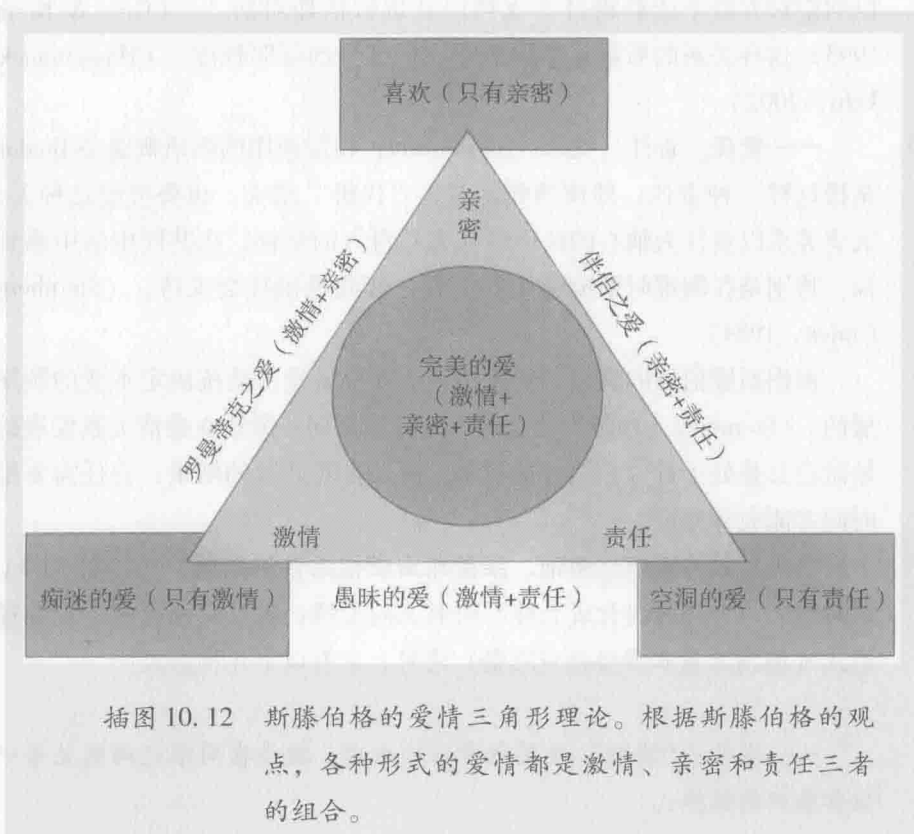 喜欢（只有亲密）
亲
密
罗曼蒂克之爱（激情+亲密）
伴侣之爱（亲密+责任）
完美的爱
（激情+
亲密+责任）
激情
责任
痴迷的爱（只有激情）
愚昧的爱（激情+责任）
空洞的爱（只有责任）
插图10.12 斯滕伯格的爱情三角形理论。根据斯滕伯格的观
点，各种形式的爱情都是激情、亲密和责任三者
的组合。